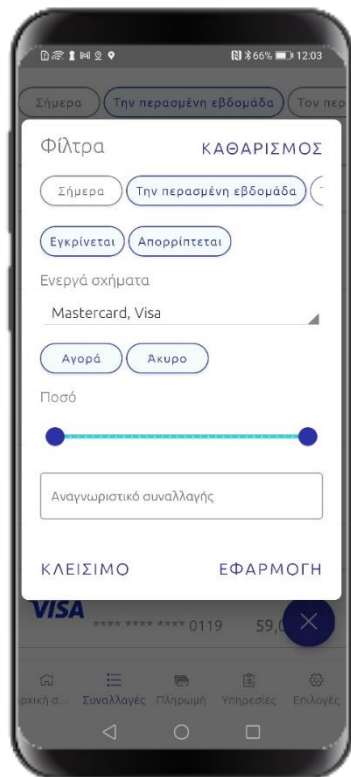 66% 12:03
Σήμερα Την περασμένη εβδομάδα Τον περ
Φίλτρα ΚΑΘΑΡΙΣΜΟΣ
Σήμερα Την περασμένη εβδομάδα
Εγκρίνεται Απορρίπτεται
Ενεργά σχήματα
Mastercard, Visa
Αγορά Άκυρο
Ποσό
Αναγνωριστικό συναλλαγής
ΚΛΕΙΣΙΜΟ ΕΦΑΡΜΟΓΗ
VISA **** **** **** 0119 59,0
ρχική σ... Συναλλαγές Πληρωμή Υπηρεσίες Επιλογές